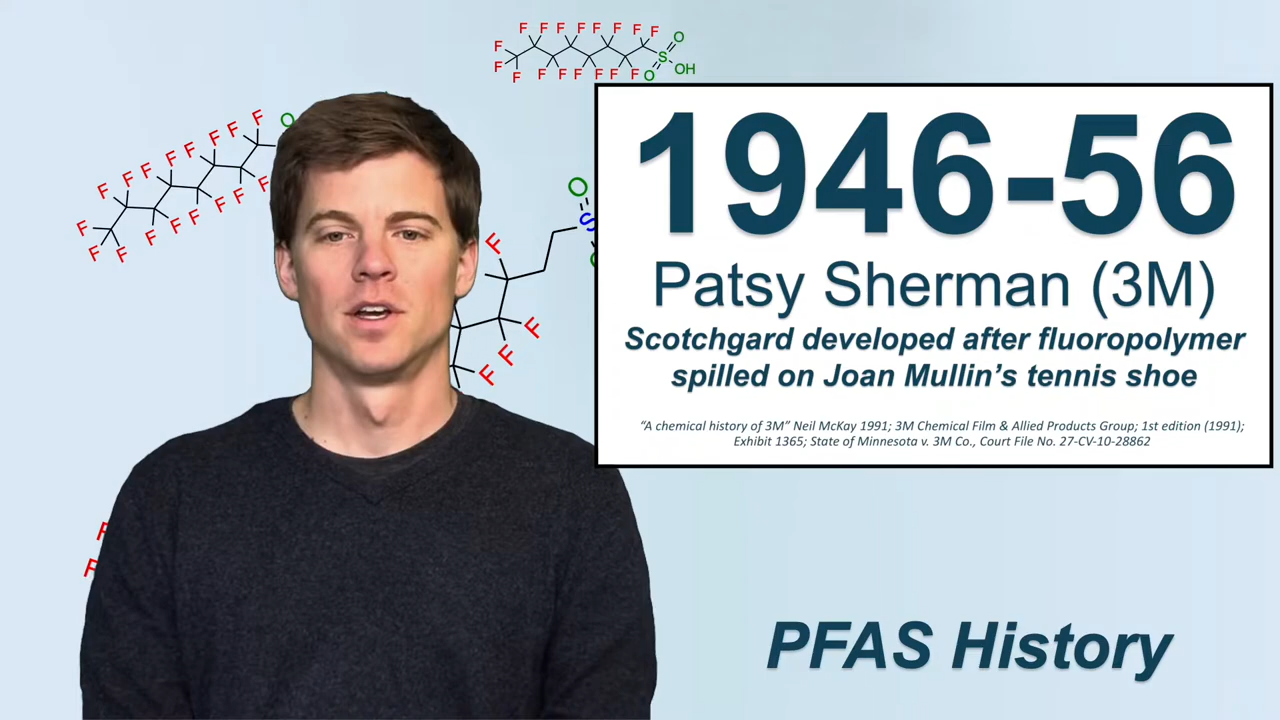 1946-56
Patsy Sherman (3M)
Scotchgard developed after fluoropolymer
spilled on Joan Mullin's tennis shoe
"A chemical history of 3M" Neil McKay 1991; 3M Chemical Film & Allied Products Group; 1st edition (1991);
Exhibit 1365; State of Minnesota v. 3M Co., Court File No. 27-CV-10-28862
PFAS History